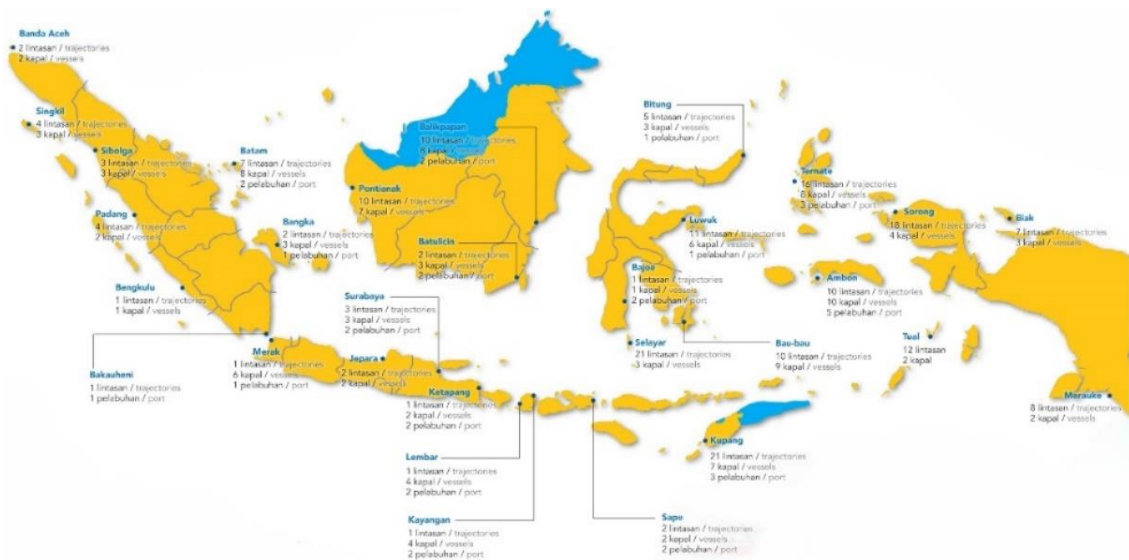 Banda Aceh
2 lintasan / trajectories
2 kapal / vessels
Singkil
4 lintasan / trajectories
3 kapal / vessels
Sibolga
3 lintasan / trajectories
3 kapal / vessels
Padang
4 lintasan / trajectories
2 kapal / vessels
Bengkulu
1 lintasan / trajectories
1 kapal / vessels
Bakauheni
1 lintasan / trajectories
1 pelabuhan / port
Batam
7 lintasan / trajectories
8 kapal / vessels
2 pelabuhan / port
Bangka
2 lintasan / trajectories
3 kapal / vessels
1 pelabuhan / port
Merak
1 lintasan / trajectories
6 kapal / vessels
1 pelabuhan / port
Surabaya
3 lintasan / trajectories
3 kapal / vessels
2 pelabuhan / port
Jepara
2 lintasan / trajectories
2 kapal / vessels
Pontianak
10 lintasan / trajectories
7 kapal / vessels
Balikpapan
10 lintasan / trajectories
8 kapal / vessels
2 pelabuhan / port
Batulicin
2 lintasan / trajectories
3 kapal / vessels
2 pelabuhan / port
Ketapang
1 lintasan / trajectories
2 kapal / vessels
2 pelabuhan / port
Lembar
1 lintasan / trajectories
4 kapal / vessels
2 pelabuhan / port
Kayangan
1 lintasan / trajectories
4 kapal / vessels
2 pelabuhan / port
Bitung
5 lintasan / trajectories
3 kapal / vessels
1 pelabuhan / port
Luwuk
11 lintasan / trajectories
6 kapal / vessels
1 pelabuhan / port
Bajoe
1 lintasan / trajectories
1 kapal / vessels
2 pelabuhan / port
Selayar
21 lintasan / trajectories
3 kapal / vessels
Bau-bau
10 lintasan / trajectories
9 kapal / vessels
Sape
2 lintasan / trajectories
2 kapal / vessels
2 pelabuhan / port
Kupang
21 lintasan / trajectories
7 kapal / vessels
3 pelabuhan / port
Ternate
16 lintasan / trajectories
8 kapal / vessels
3 pelabuhan / port
Sorong
18 lintasan / trajectories
4 kapal / vessels
Ambon
10 lintasan / trajectories
10 kapal / vessels
5 pelabuhan / port
Tual
12 lintasan
2 kapal
Biak
7 lintasan / trajectories
3 kapal / vessels
Merauke
8 lintasan / trajectories
2 kapal / vessels